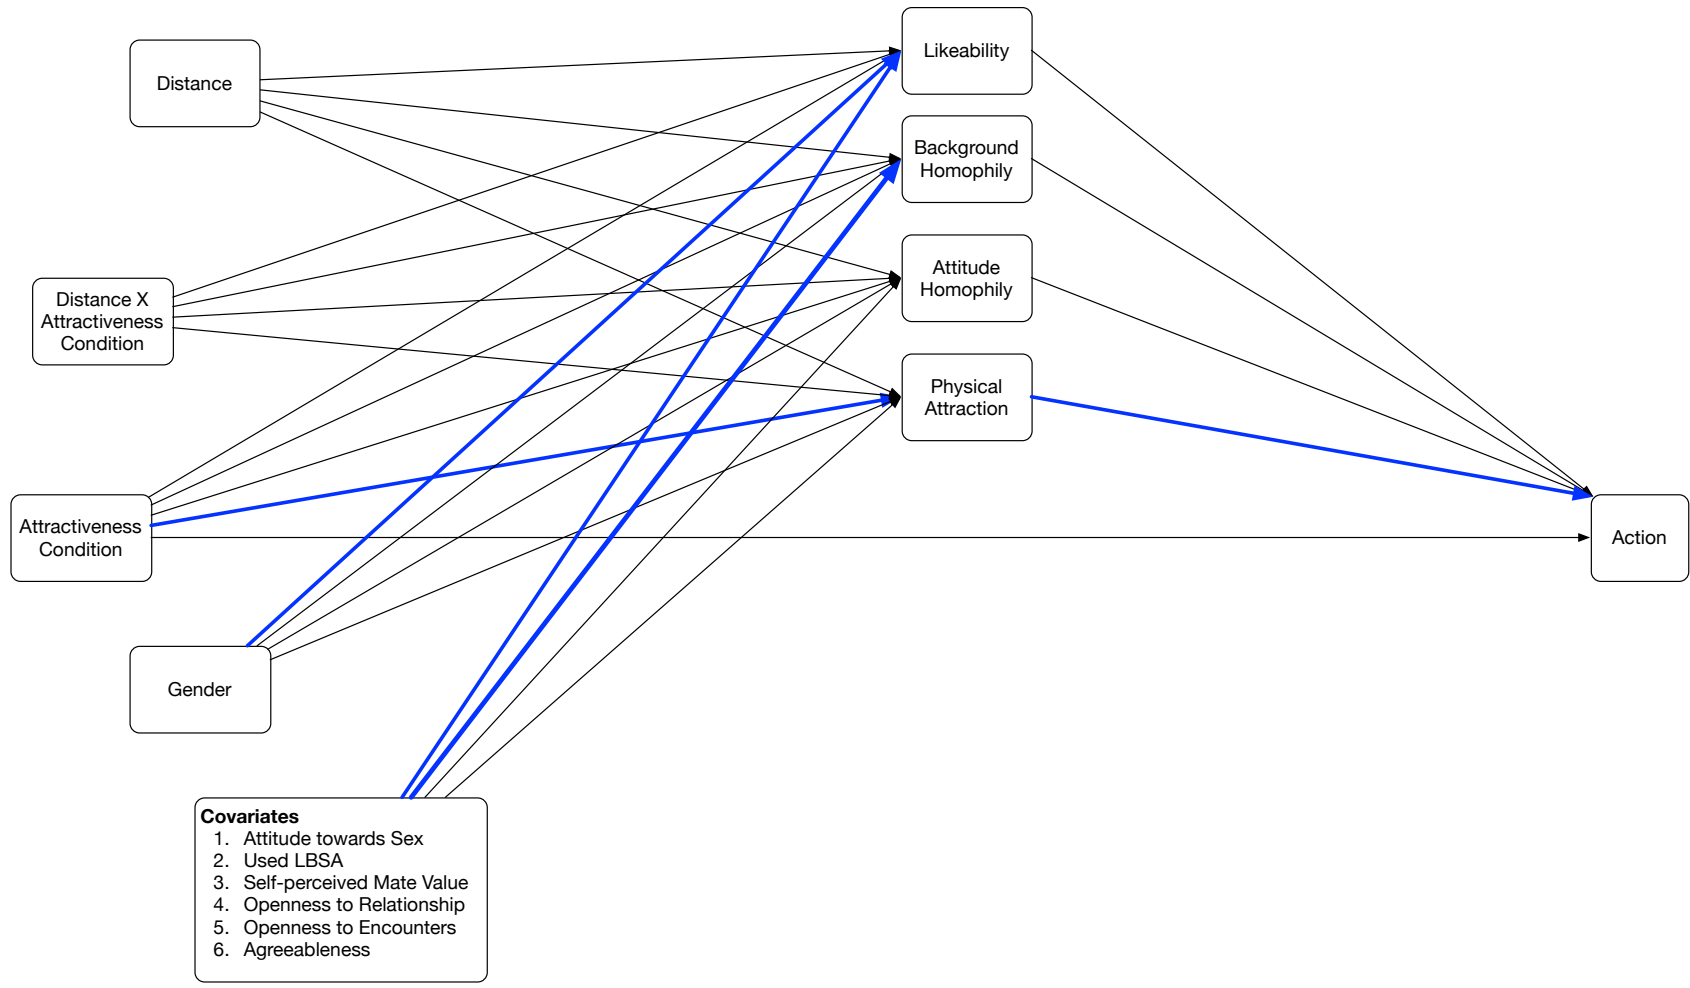 Likeability
Distance
Background
Homophily
Attitude
Homophily
Distance X
Attractiveness
Condition
Physical
Attraction
Attractiveness
Condition
Action
Gender
Covariates
1. Attitude towards Sex
2. Used LBSA
3. Self-perceived Mate Value
4. Openness to Relationship
5. Openness to Encounters
6. Agreeableness